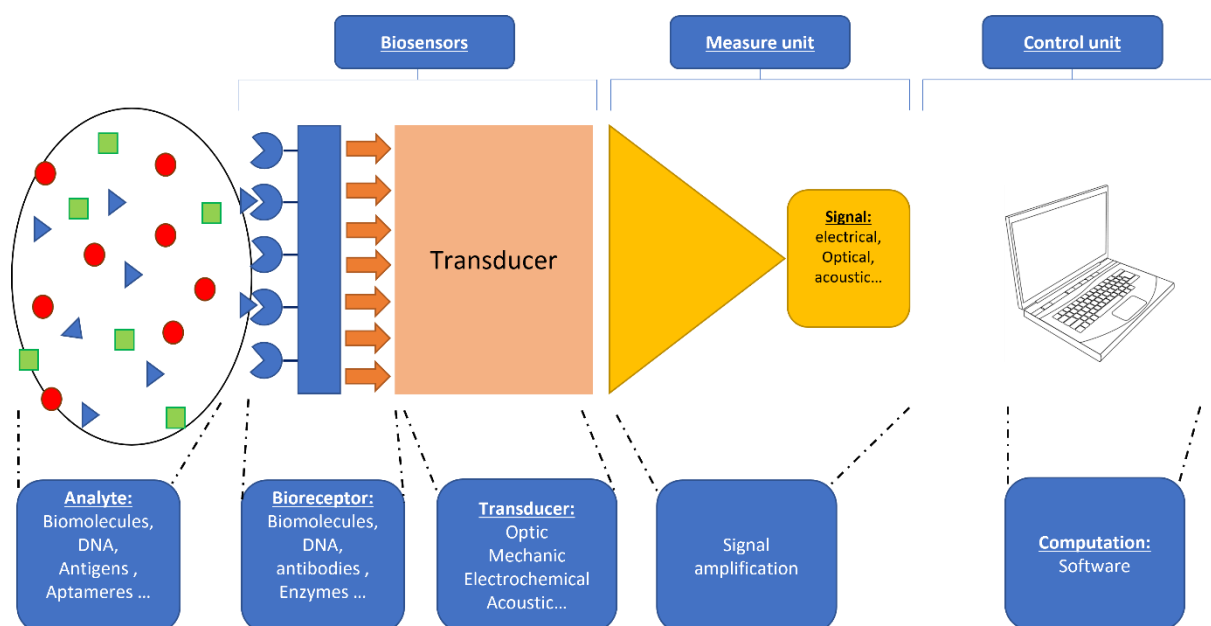 Biosensors
Measure unit
Control unit
Transducer
Signal:
electrical,
Optical,
acoustic...
Analyte:
Biomolecules,
DNA,
Antigens ,
Aptameres ...
Bioreceptor:
Biomolecules,
DNA,
antibodies ,
Enzymes ...
Transducer:
Optic
Mechanic
Electrochemical
Acoustic...
Signal
amplification
Computation:
Software